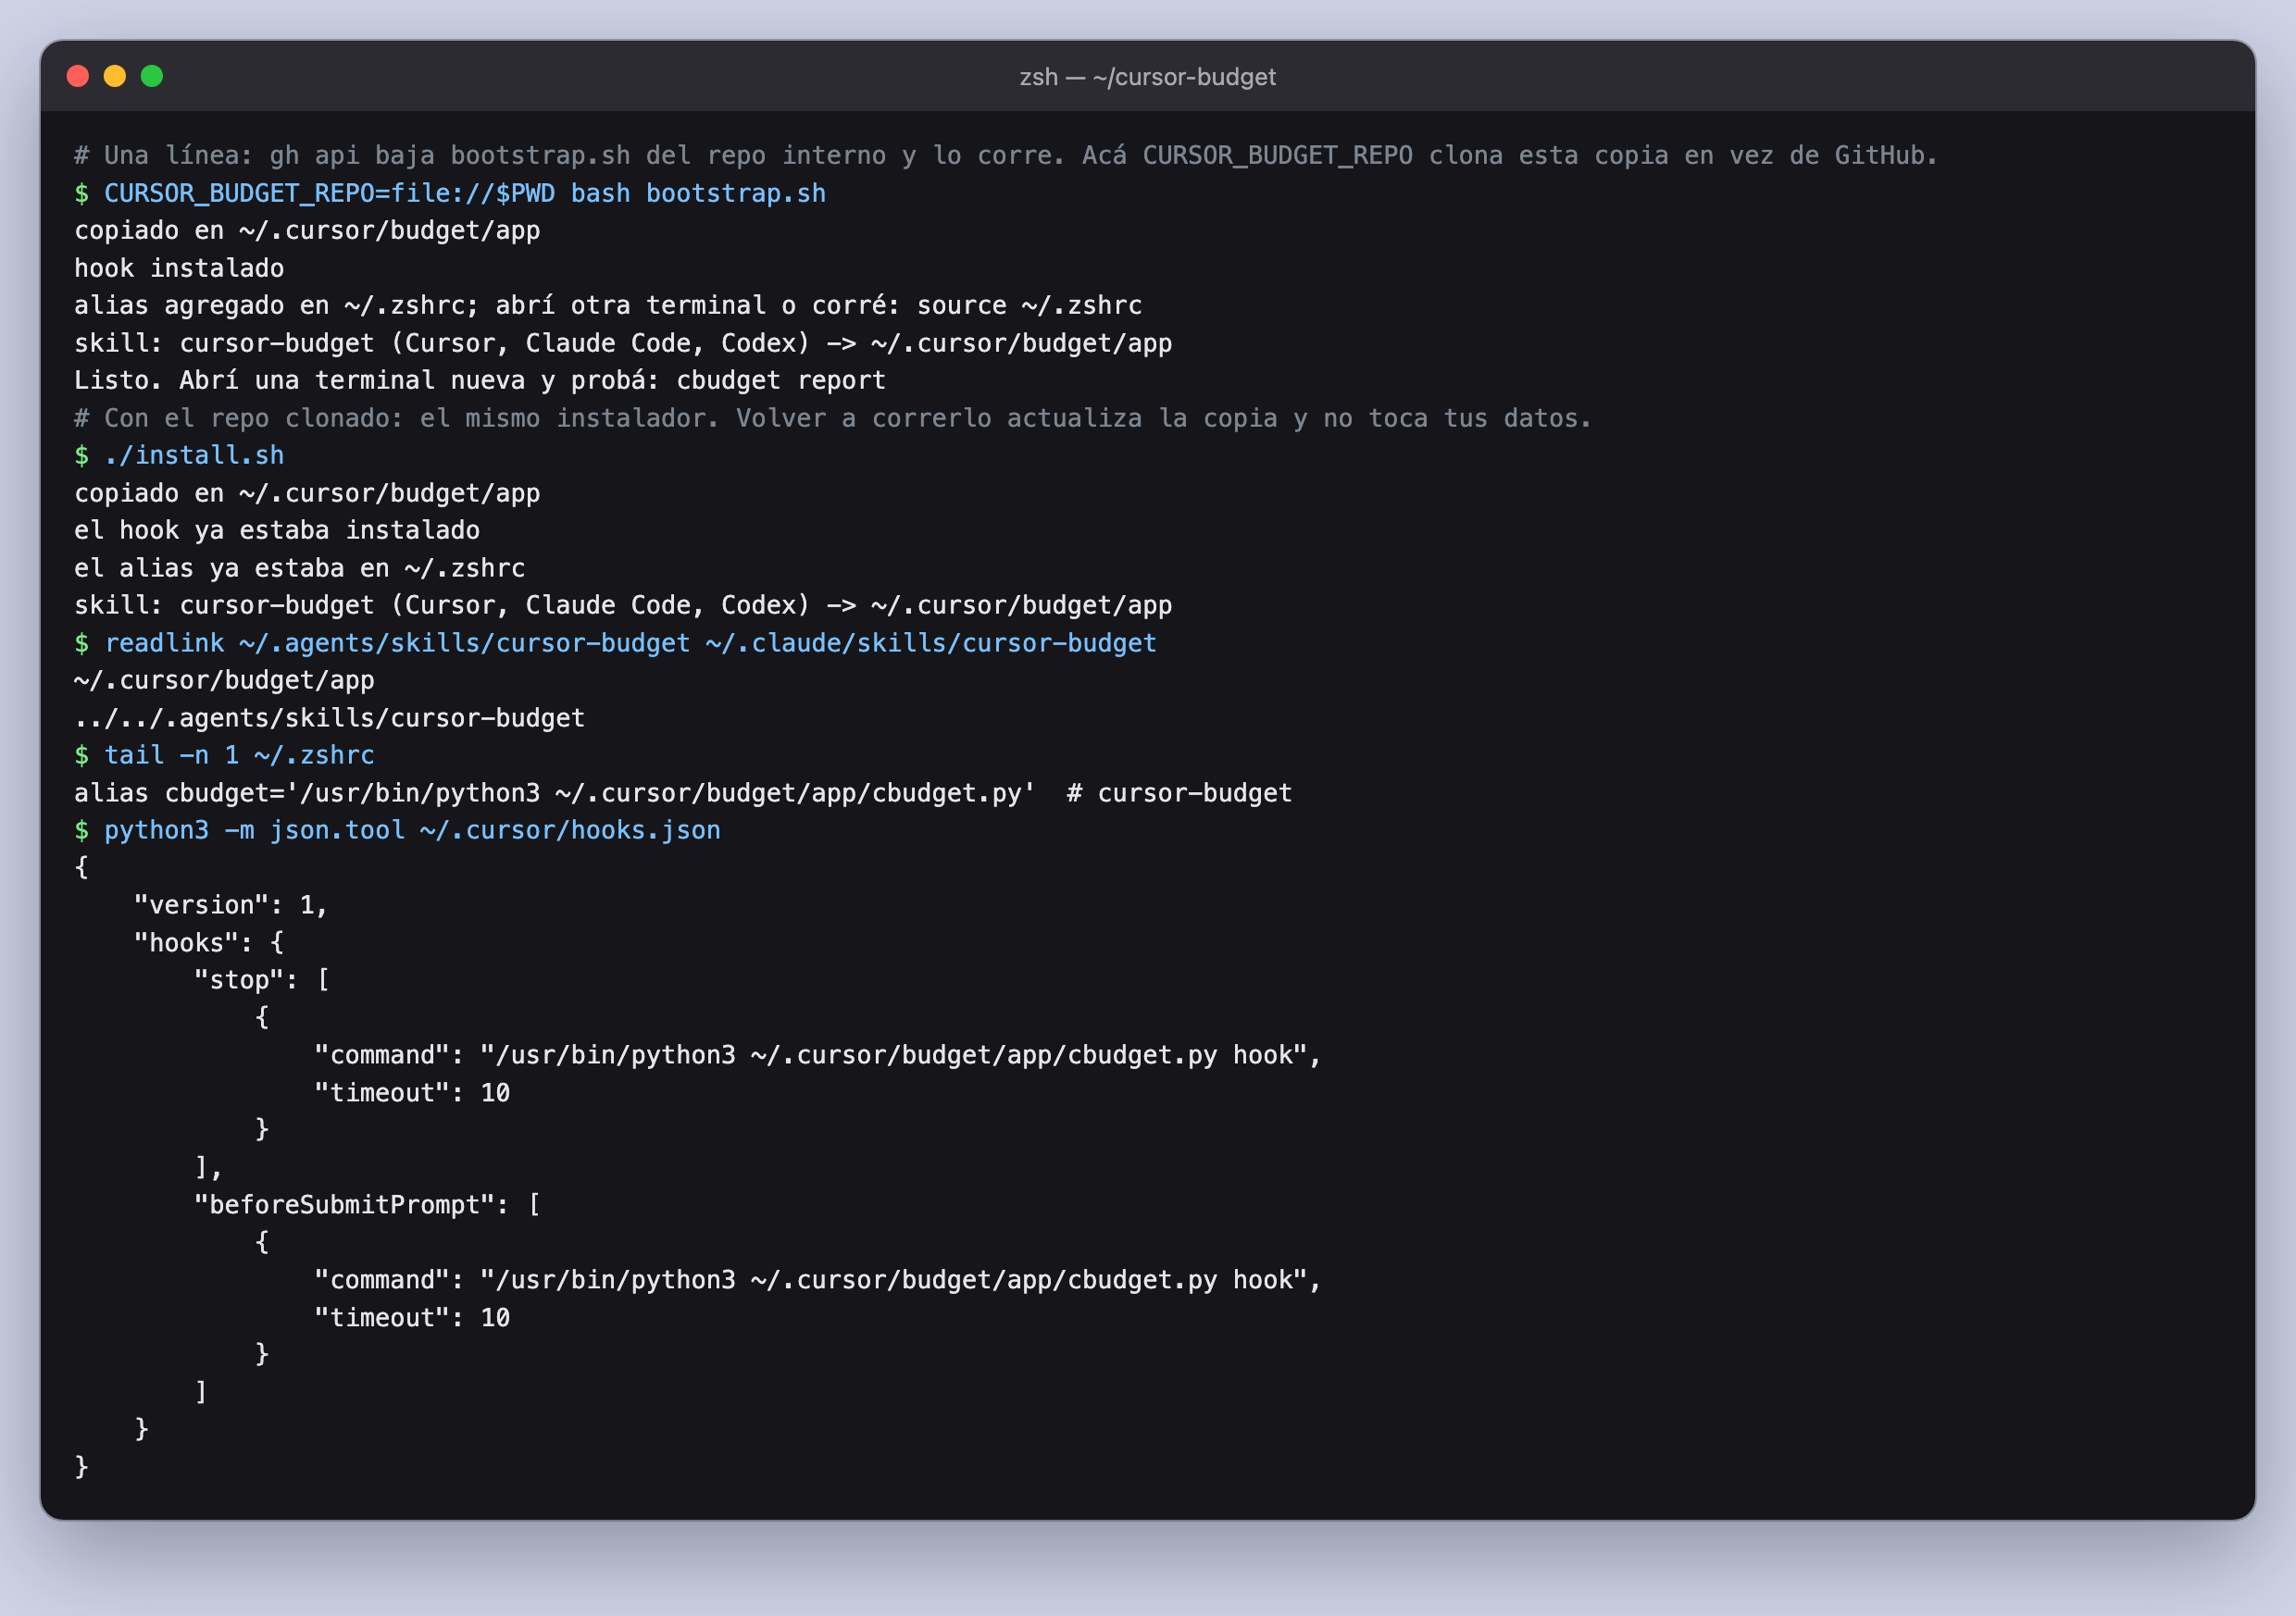 zsh — ~/cursor-budget
# Una línea: gh api baja bootstrap.sh del repo interno y lo corre. Acá CURSOR_BUDGET_REPO clona esta copia en vez de GitHub.
$ CURSOR_BUDGET_REPO=file://$PWD bash bootstrap.sh
copiado en ~/.cursor/budget/app
hook instalado
alias agregado en ~/.zshrc; abrí otra terminal o corré: source ~/.zshrc
skill: cursor-budget (Cursor, Claude Code, Codex) -> ~/.cursor/budget/app
Listo. Abrí una terminal nueva y probá: cbudget report
# Con el repo clonado: el mismo instalador. Volver a correrlo actualiza la copia y no toca tus datos.
$ ./install.sh
copiado en ~/.cursor/budget/app
el hook ya estaba instalado
el alias ya estaba en ~/.zshrc
skill: cursor-budget (Cursor, Claude Code, Codex) -> ~/.cursor/budget/app
$ readlink ~/.agents/skills/cursor-budget ~/.claude/skills/cursor-budget
~/.cursor/budget/app
../../.agents/skills/cursor-budget
$ tail -n 1 ~/.zshrc
alias cbudget='/usr/bin/python3 ~/.cursor/budget/app/cbudget.py'  # cursor-budget
$ python3 -m json.tool ~/.cursor/hooks.json
{
    "version": 1,
    "hooks": {
        "stop": [
            {
                "command": "/usr/bin/python3 ~/.cursor/budget/app/cbudget.py hook",
                "timeout": 10
            }
        ],
        "beforeSubmitPrompt": [
            {
                "command": "/usr/bin/python3 ~/.cursor/budget/app/cbudget.py hook",
                "timeout": 10
            }
        ]
    }
}